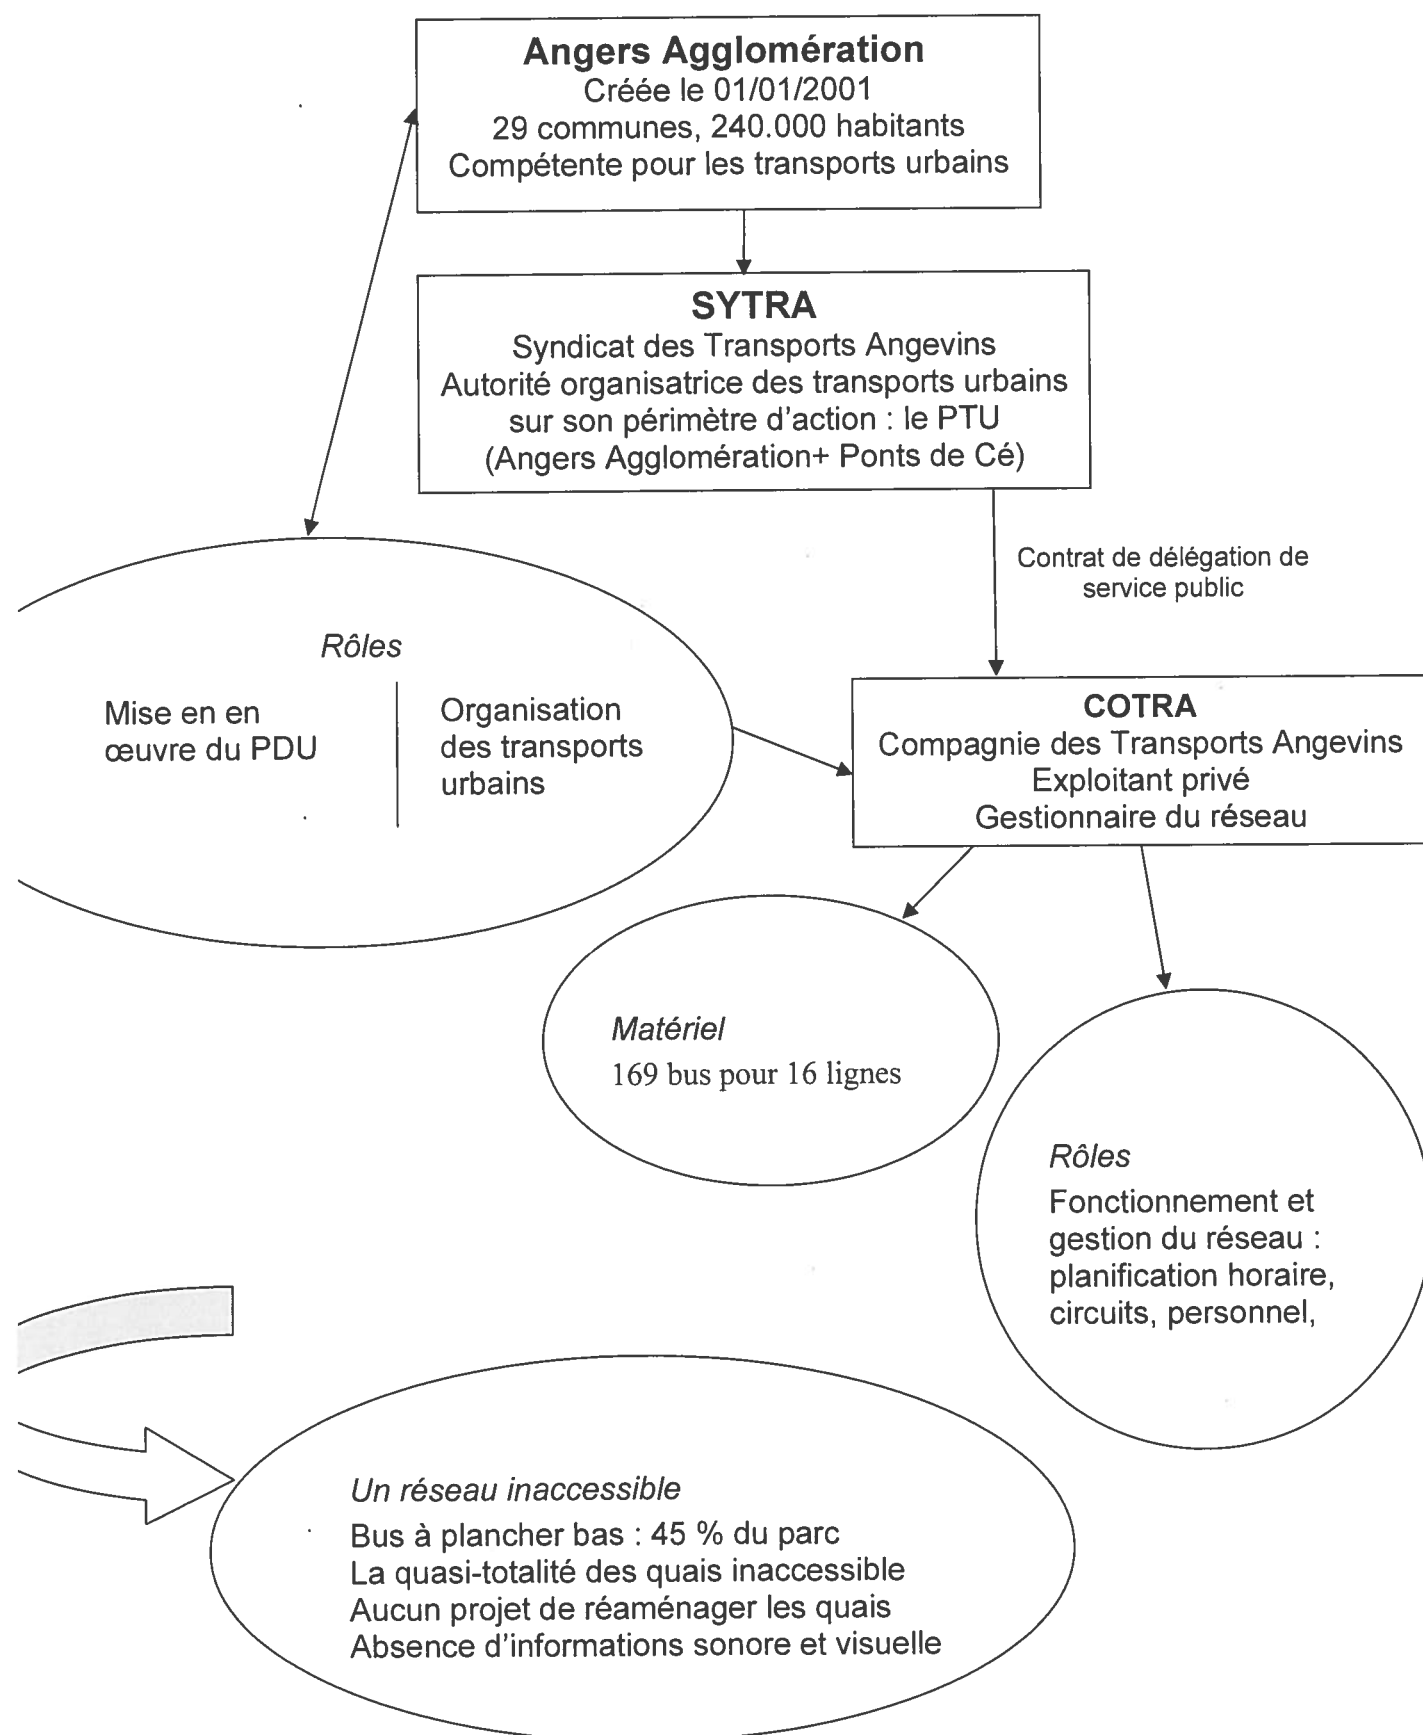 Angers Agglomération
Créée le 01/01/2001
29 communes, 240.000 habitants
Compétente pour les transports urbains
SYTRA
Syndicat des Transports Angevins
Autorité organisatrice des transports urbains
sur son périmètre d'action : le PTU
(Angers Agglomération+ Ponts de Cé)
Contrat de délégation de
service public
Rôles
Mise en en
œuvre du PDU
Organisation
des transports
urbains
COTRA
Compagnie des Transports Angevins
Exploitant privé
Gestionnaire du réseau
Matériel
169 bus pour 16 lignes
Rôles
Fonctionnement et
gestion du réseau :
planification horaire,
circuits, personnel,
Un réseau inaccessible
Bus à plancher bas : 45 % du parc
La quasi-totalité des quais inaccessible
Aucun projet de réaménager les quais
Absence d'informations sonore et visuelle